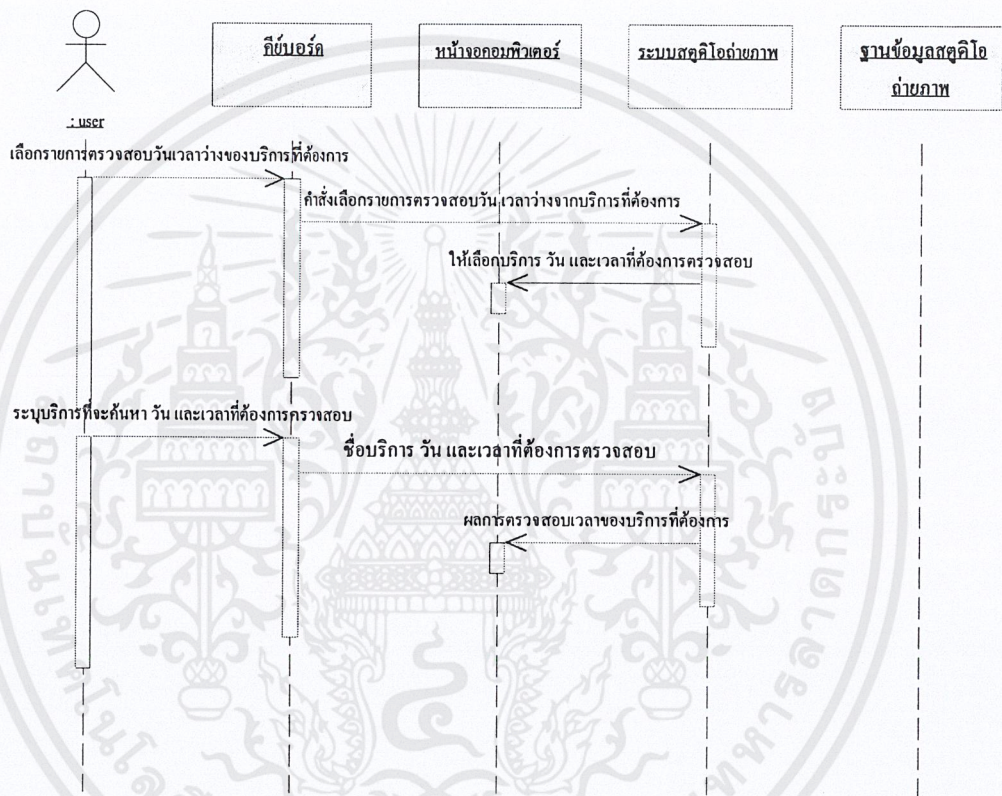 คีย์บอร์ด
หน้าจอคอมพิวเตอร์
ระบบสตูดิโอถ่ายภาพ
ฐานข้อมูลสตูดิโอ
ถ่ายภาพ
: user
เลือกรายการตรวจสอบวันเวลาว่างของบริการที่ต้องการ
คำสั่งเลือกรายการตรวจสอบวัน เวลาว่างจากบริการที่ต้องการ
ให้เลือกบริการ วัน และเวลาที่ต้องการตรวจสอบ
ระบุบริการที่จะค้นหา วัน และเวลาที่ต้องการตรวจสอบ
ชื่อบริการ วัน และเวลาที่ต้องการตรวจสอบ
ผลการตรวจสอบเวลาของบริการที่ต้องการ